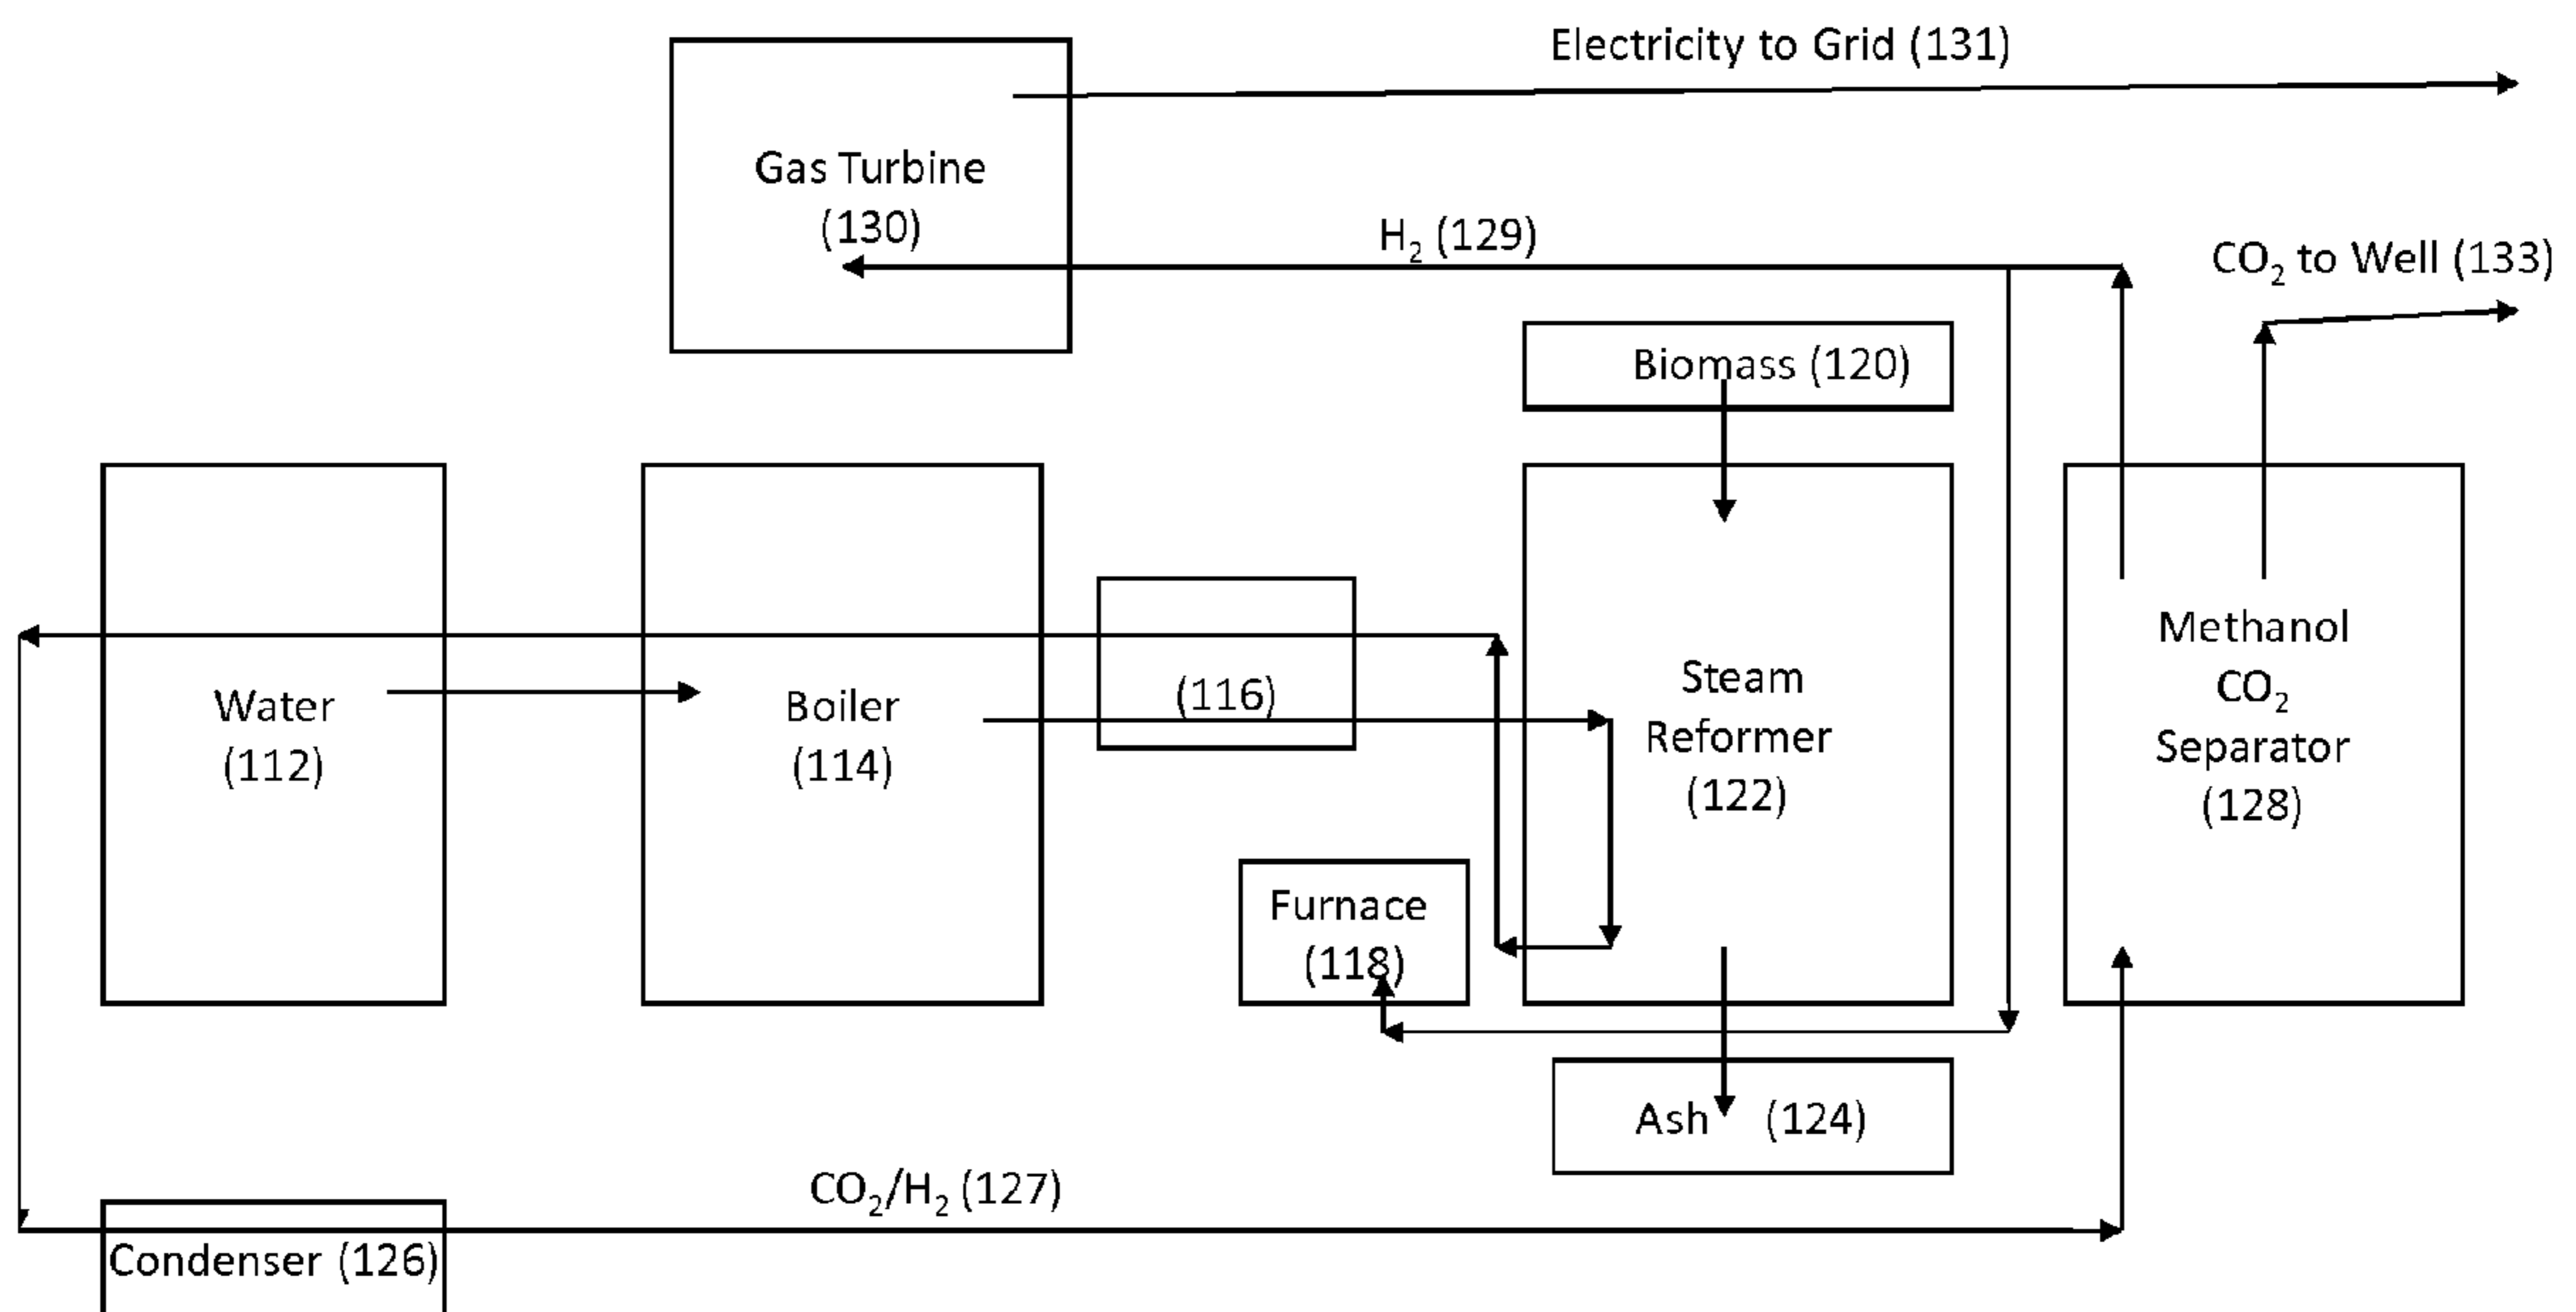 Electricity to Grid (131)
Gas Turbine
(130)
H₂ (129)
CO₂ to Well (133)
Biomass (120)
Water
(112)
Boiler
(114)
(116)
Steam
Reformer
(122)
Methanol
CO₂
Separator
(128)
Furnace
(118)
Ash (124)
CO₂/H₂ (127)
Condenser (126)